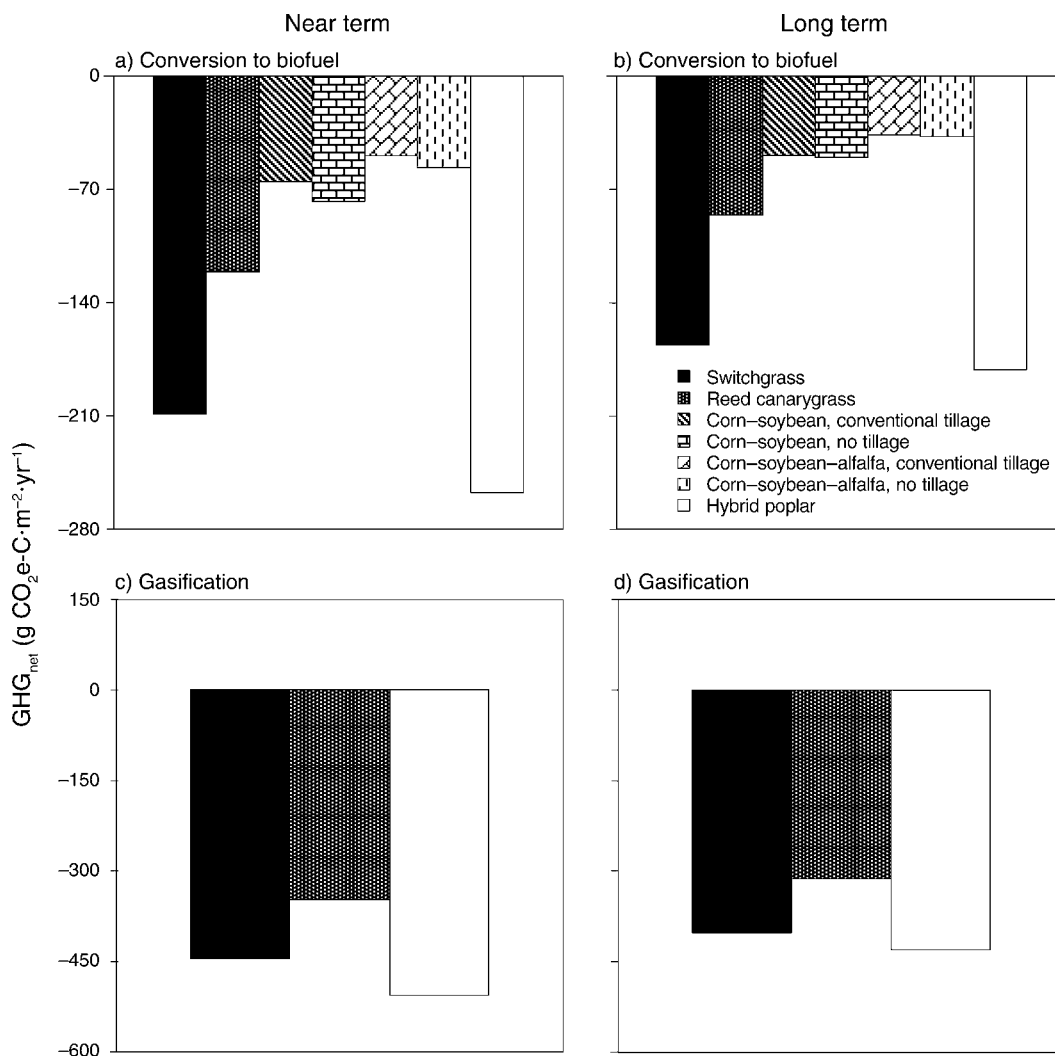 Near term
Long term
a) Conversion to biofuel
b) Conversion to biofuel
0
−70
−140
−210
−280
Switchgrass
Reed canarygrass
Corn–soybean, conventional tillage
Corn–soybean, no tillage
Corn–soybean–alfalfa, conventional tillage
Corn–soybean–alfalfa, no tillage
Hybrid poplar
GHGnet (g CO2e-C·m−2·yr−1)
c) Gasification
d) Gasification
150
0
−150
−300
−450
−600